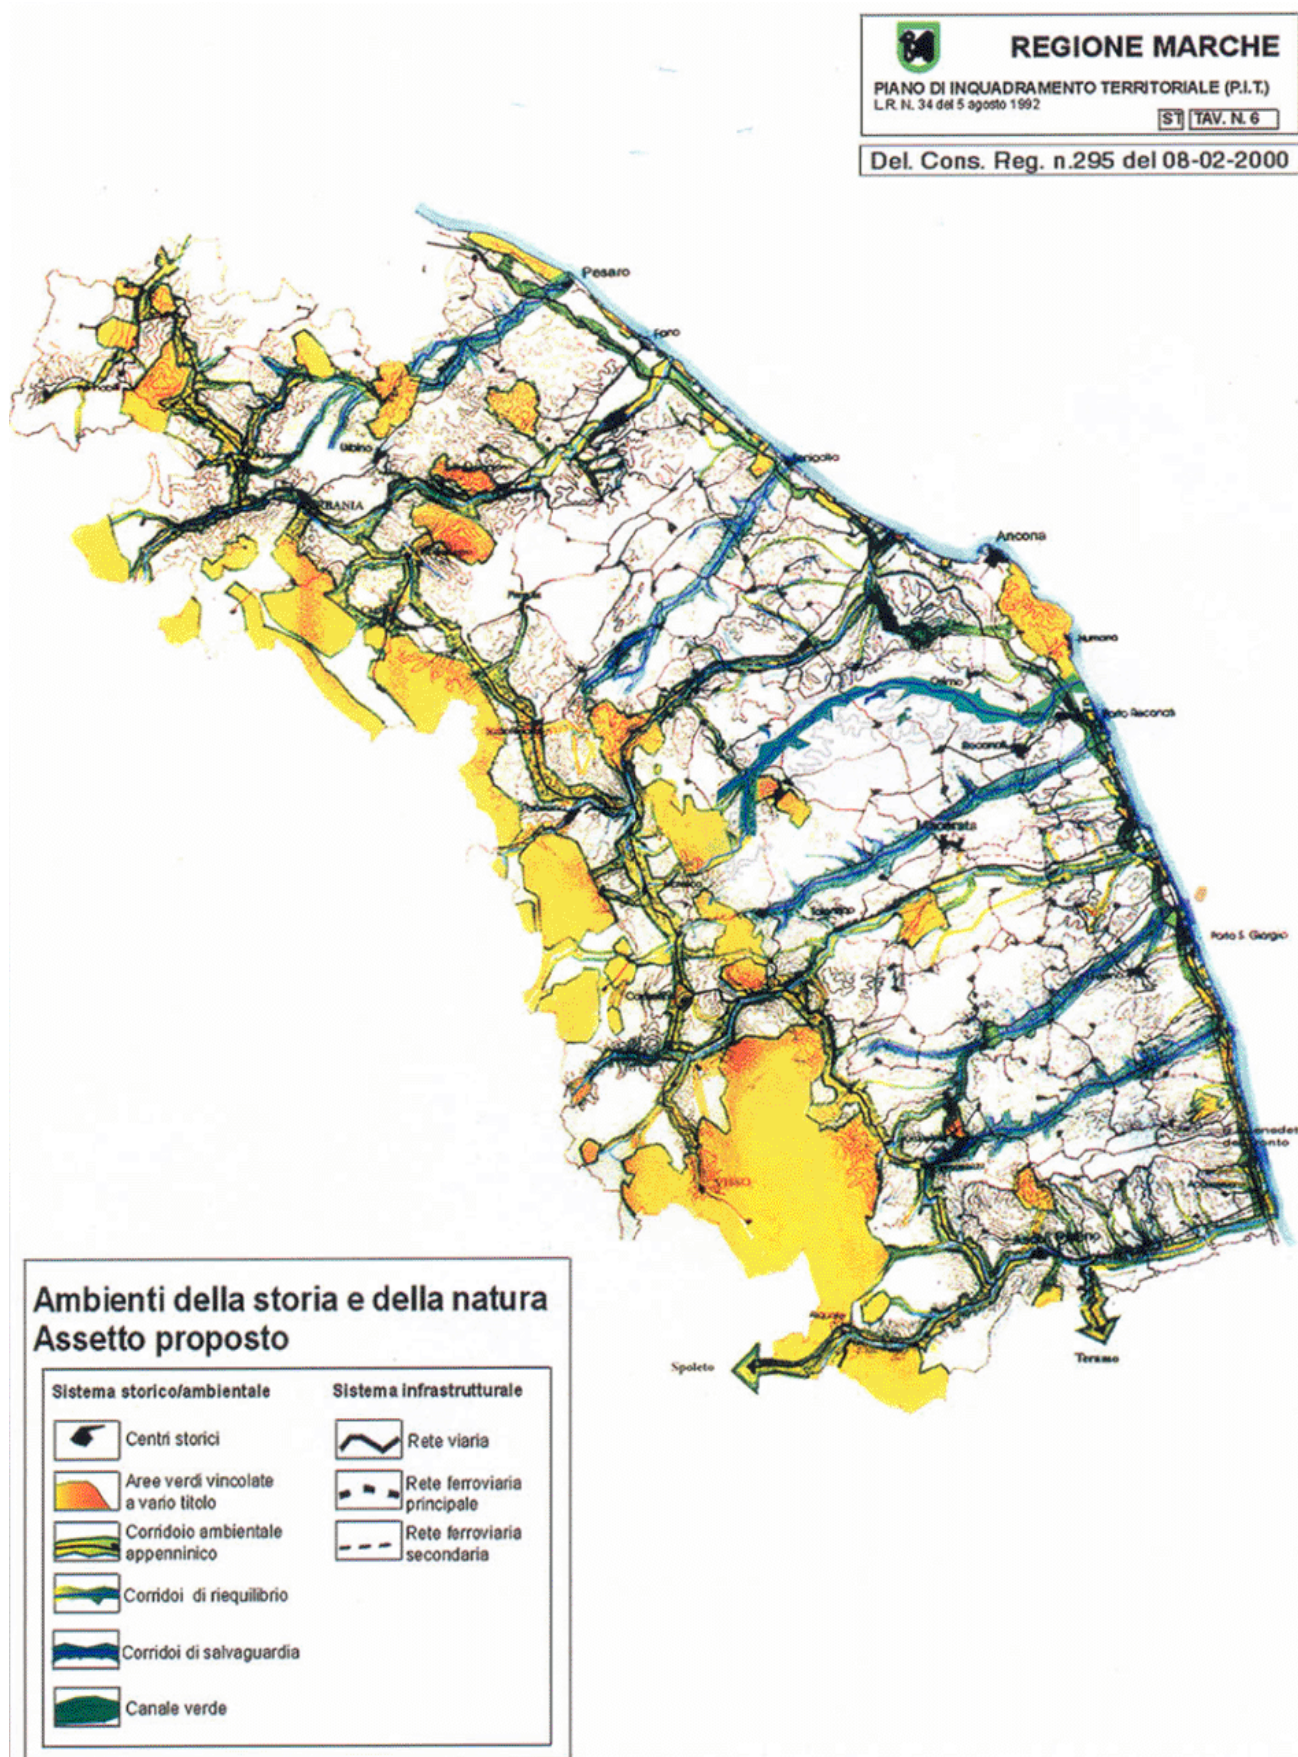 REGIONE MARCHE
PIANO DI INQUADRAMENTO TERRITORIALE (P.I.T.)
L.R. N. 34 del 5 agosto 1992
ST TAV. N. 6
Del. Cons. Reg. n.295 del 08-02-2000
Pesaro
Fano
Urbino
Ancona
Numana
Osimo
Porto Recanati
Recanati
Macerata
Tolentino
Porto S. Giorgio
VISSO
Arquata
Spoleto
Teramo
Ambienti della storia e della natura
Assetto proposto
Sistema storico/ambientale
Sistema infrastrutturale
Centri storici
Rete viaria
Aree verdi vincolate
a vario titolo
Rete ferroviaria
principale
Corridoio ambientale
appenninico
Rete ferroviaria
secondaria
Corridoi di riequilibrio
Corridoi di salvaguardia
Canale verde